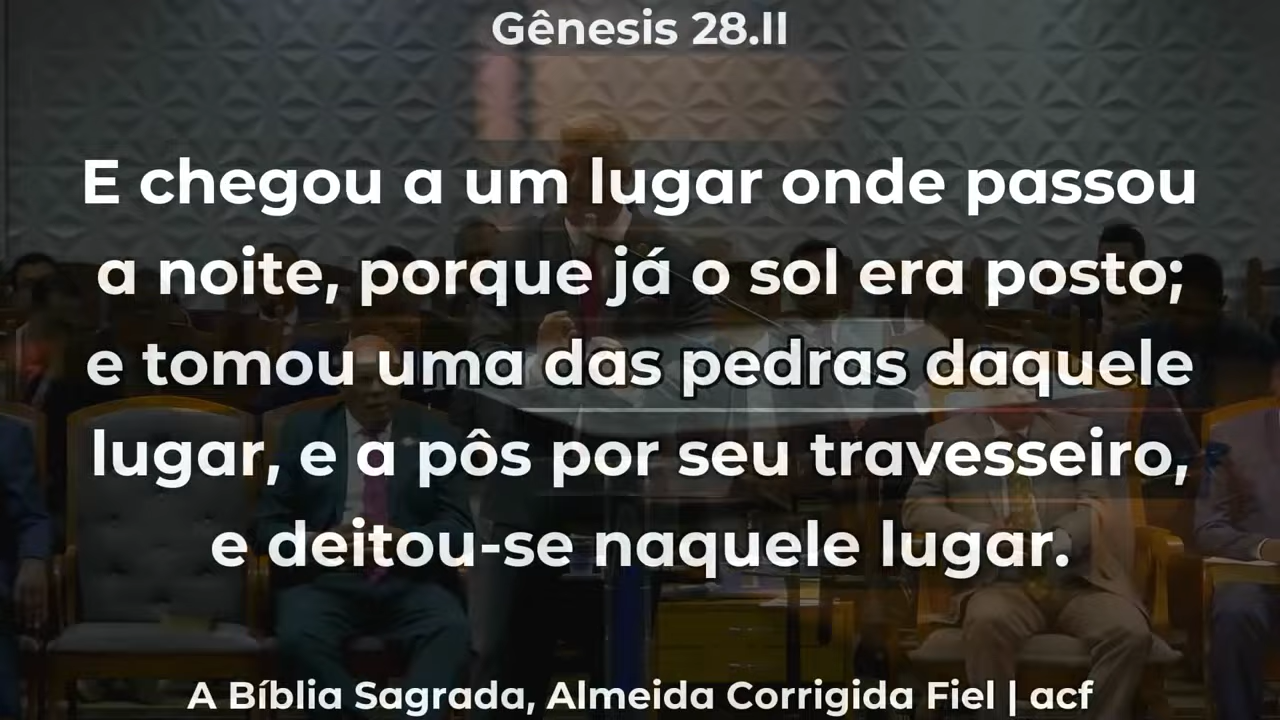 Gênesis 28.11
E chegou a um lugar onde passou
a noite, porque já o sol era posto;
e tomou uma das pedras daquele
lugar, e a pôs por seu travesseiro,
e deitou-se naquele lugar.
A Bíblia Sagrada, Almeida Corrigida Fiel | acf